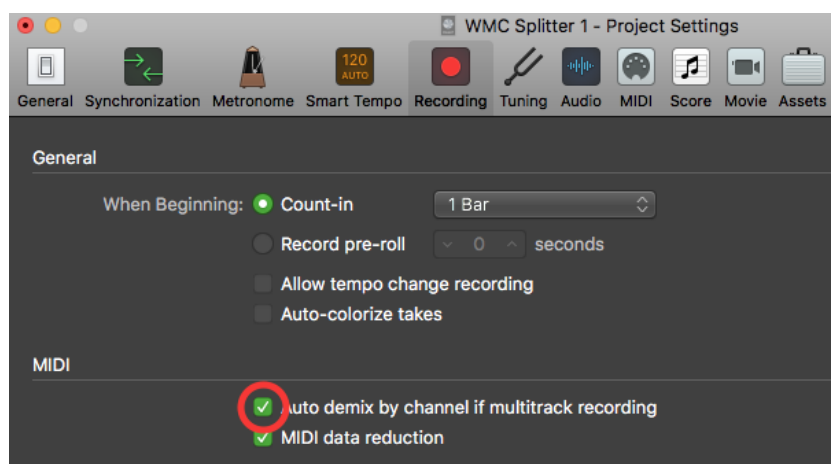 WMC Splitter 1 - Project Settings
120
AUTO
General Synchronization Metronome Smart Tempo Recording Tuning Audio MIDI Score Movie Assets
General
When Beginning: Count-in 1 Bar
Record pre-roll 0 seconds
Allow tempo change recording
Auto-colorize takes
MIDI
Auto demix by channel if multitrack recording
MIDI data reduction